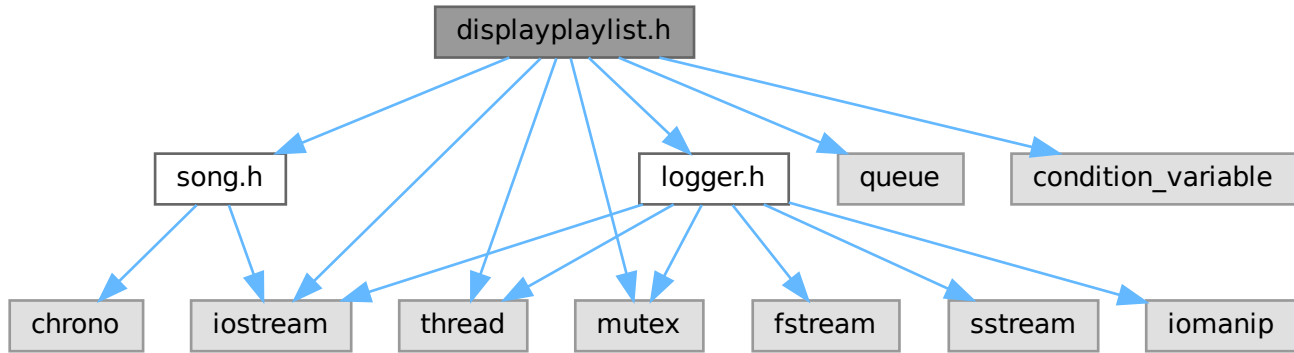 displayplaylist.h
song.h
logger.h
queue
condition_variable
chrono
iostream
thread
mutex
fstream
sstream
iomanip